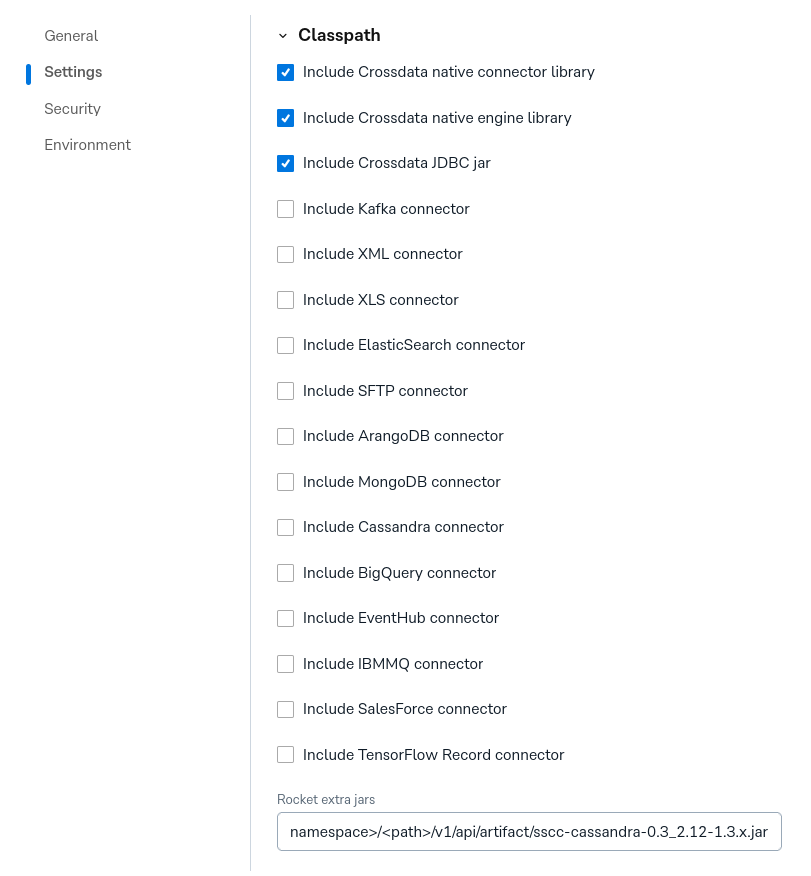 General
Settings
Security
Environment
Classpath
Include Crossdata native connector library
Include Crossdata native engine library
Include Crossdata JDBC jar
Include Kafka connector
Include XML connector
Include XLS connector
Include ElasticSearch connector
Include SFTP connector
Include ArangoDB connector
Include MongoDB connector
Include Cassandra connector
Include BigQuery connector
Include EventHub connector
Include IBMMQ connector
Include SalesForce connector
Include TensorFlow Record connector
Rocket extra jars
namespace>/<path>/v1/api/artifact/sscc-cassandra-0.3_2.12-1.3.x.jar